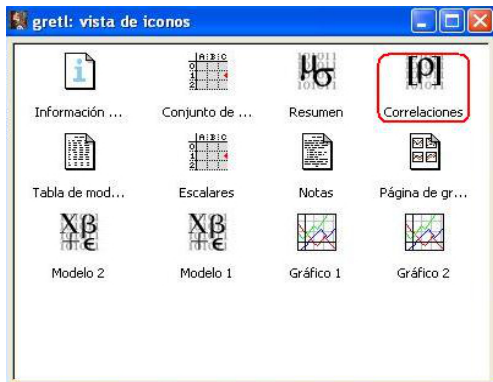 gretl: vista de iconos
Información ...
Conjunto de ...
Resumen
Correlaciones
Tabla de mod...
Escalares
Notas
Página de gr...
Modelo 2
Modelo 1
Gráfico 1
Gráfico 2